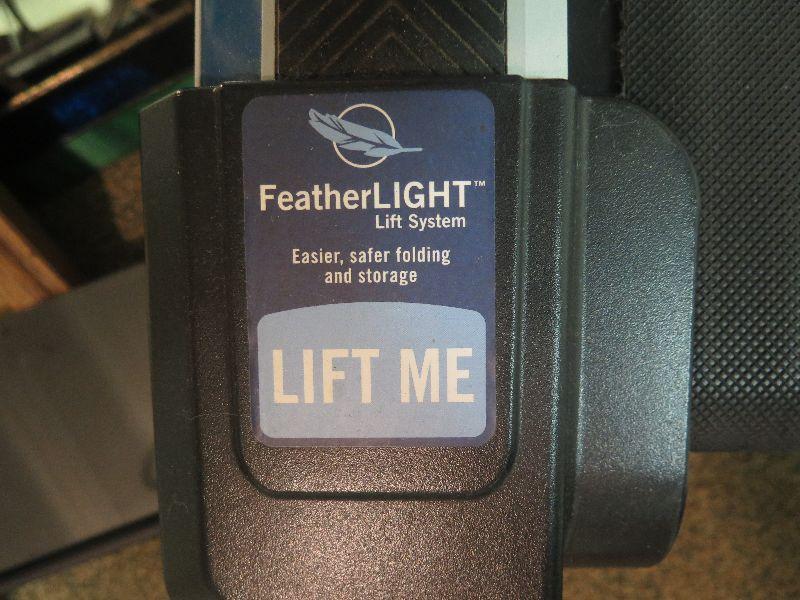 FeatherLIGHT™
Lift System
Easier, safer folding
and storage
LIFT ME